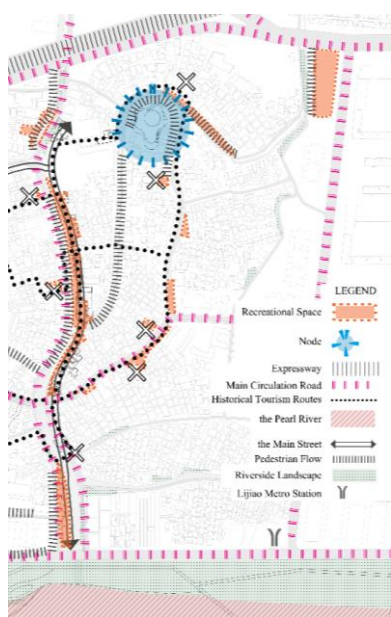 LEGEND
Recreational Space
Node
Expressway
Main Circulation Road
Historical Tourism Routes
the Pearl River
the Main Street
Pedestrian Flow
Riverside Landscape
Lijiao Metro Station